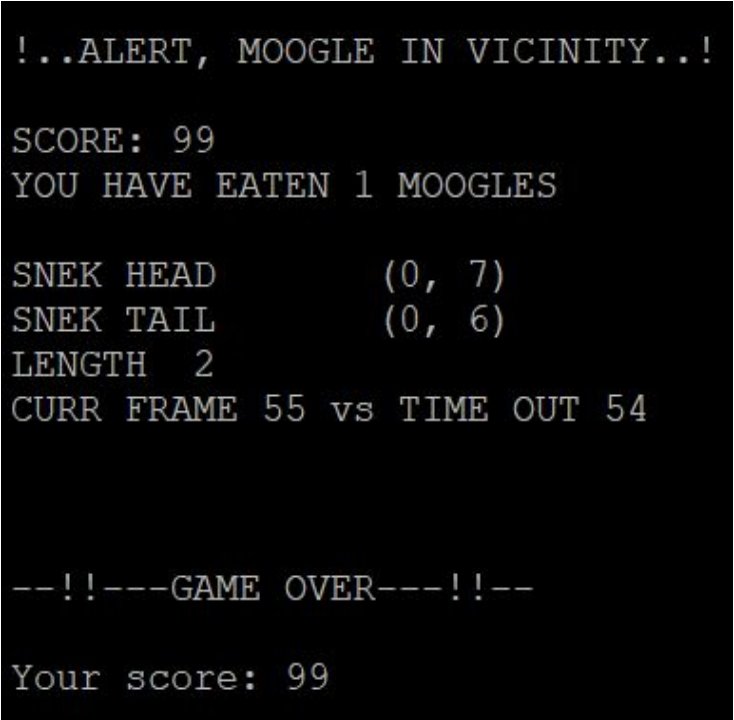 !..ALERT, MOOGLE IN VICINITY..!
SCORE: 99
YOU HAVE EATEN 1 MOOGLES
SNEK HEAD (0, 7)
SNEK TAIL (0, 6)
LENGTH 2
CURR FRAME 55 vs TIME OUT 54
--!!---GAME OVER---!!--
Your score: 99